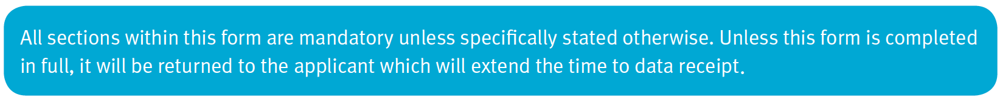 All sections within this form are mandatory unless specifically stated otherwise. Unless this form is completed
in full, it will be returned to the applicant which will extend the time to data receipt.